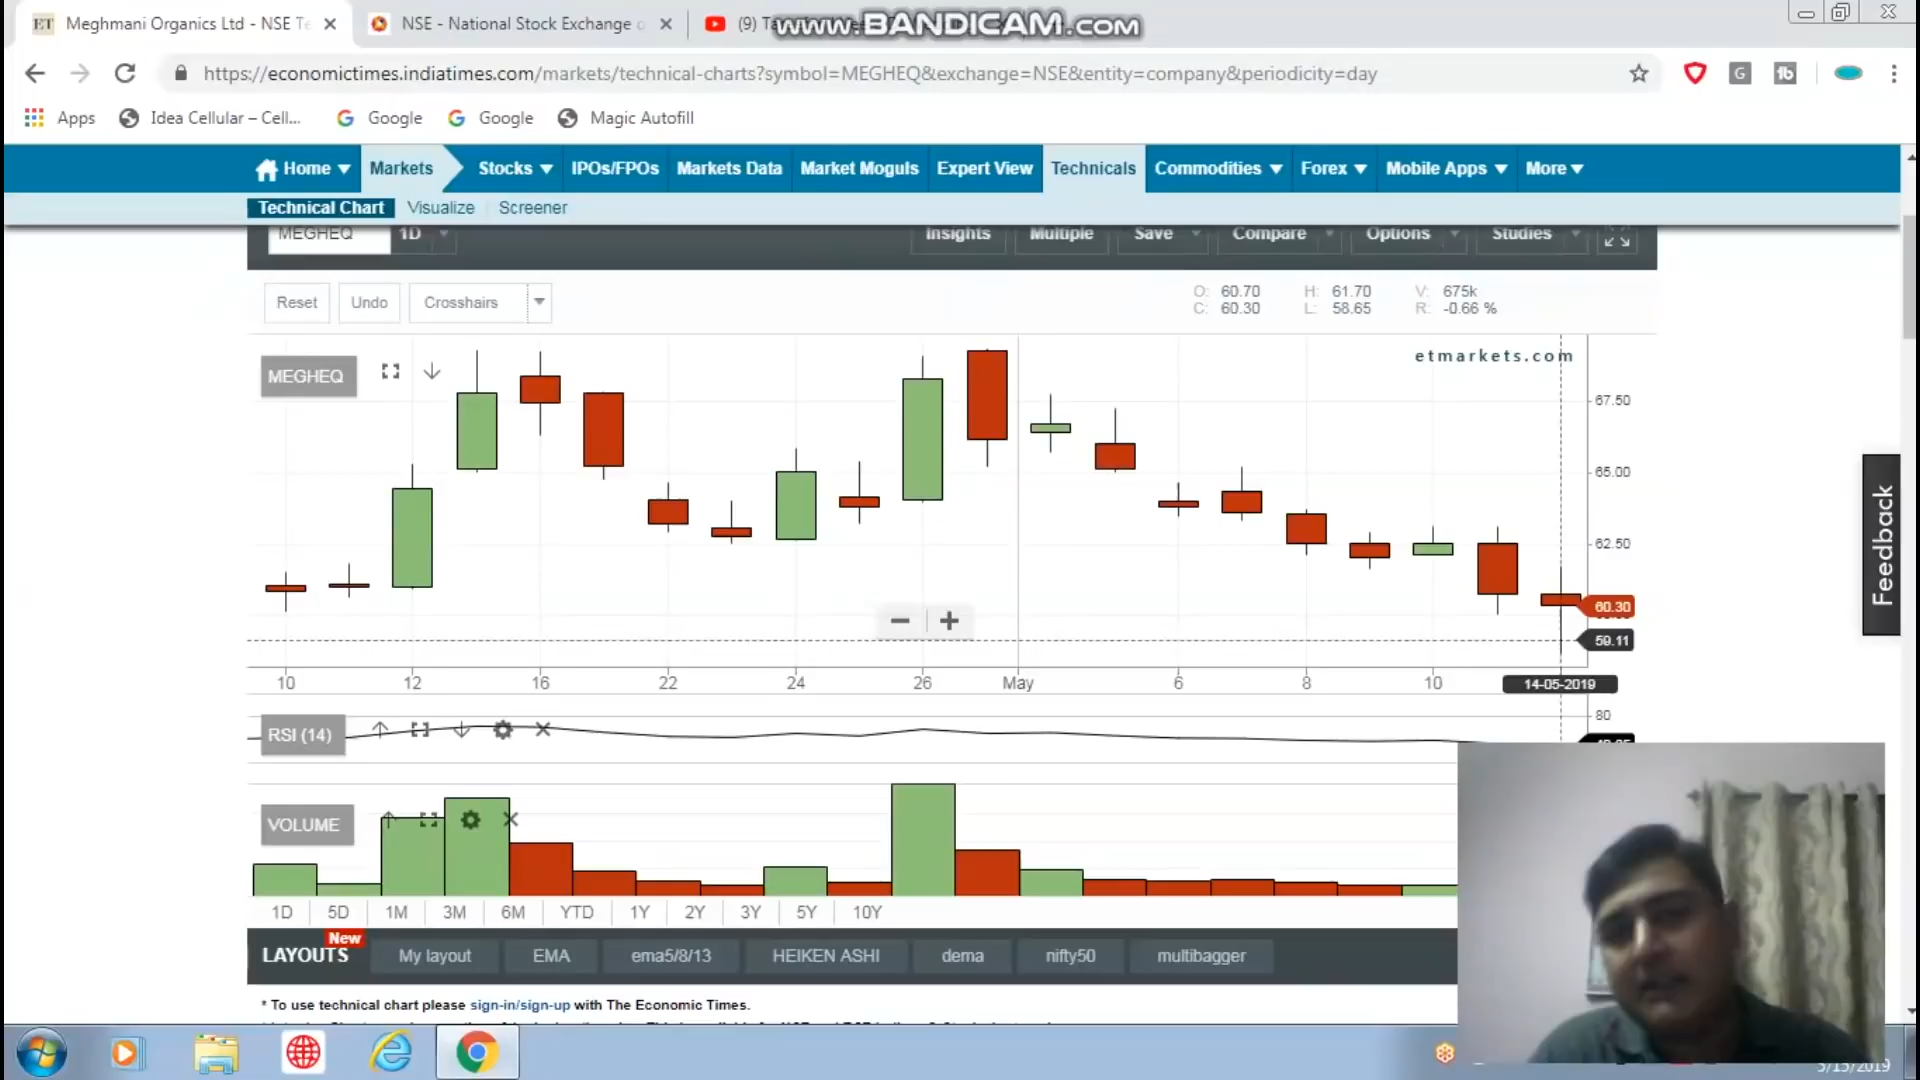 ET Meghmani Organics Ltd - NSE Te
NSE - National Stock Exchange o
(9) Ta
www.BANDICAM.com
https://economictimes.indiatimes.com/markets/technical-charts?symbol=MEGHEQ&exchange=NSE&entity=company&periodicity=day
G
Apps
Idea Cellular – Cell...
Google
Google
Magic Autofill
Home
Markets
Stocks
IPOs/FPOs
Markets Data
Market Moguls
Expert View
Technicals
Commodities
Forex
Mobile Apps
More
Technical Chart
Visualize
Screener
MEGHEQ
1D
Insights
Multiple
Save
Compare
Options
Studies
Reset
Undo
Crosshairs
O: 60.70 H: 61.70 V: 675k
C: 60.30 L: 58.65 R: -0.66 %
MEGHEQ
etmarkets.com
67.50
65.00
62.50
60.30
59.11
10 12 16 22 24 26 May 6 8 10 14-05-2019
RSI (14)
80
VOLUME
1D 5D 1M 3M 6M YTD 1Y 2Y 3Y 5Y 10Y
New
LAYOUTS My layout EMA ema5/8/13 HEIKEN ASHI dema nifty50 multibagger
* To use technical chart please sign-in/sign-up with The Economic Times.
Feedback
5/15/2019